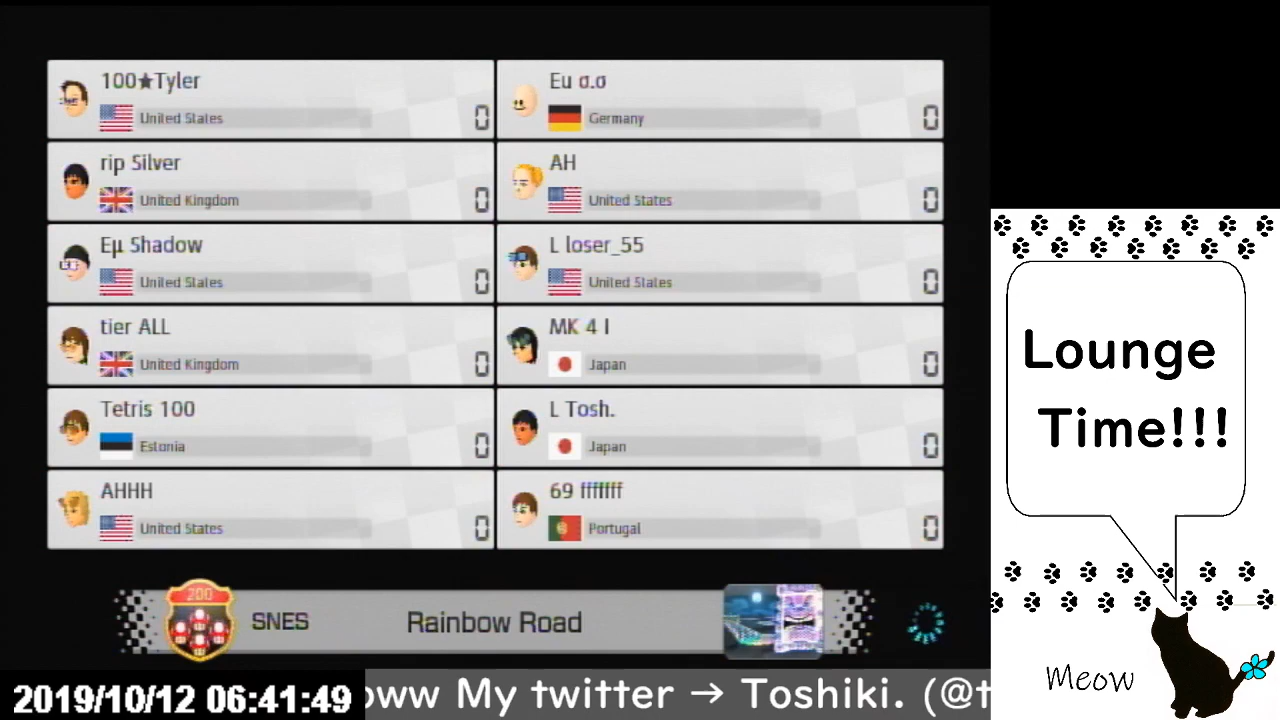 100★Tyler
United States
0
Eu σ.σ
Germany
0
rip Silver
United Kingdom
0
AH
United States
0
Eμ Shadow
United States
0
L loser_55
United States
0
tier ALL
United Kingdom
0
MK 4 I
Japan
0
Tetris 100
Estonia
0
L Tosh.
Japan
0
AHHH
United States
0
69 fffffff
Portugal
0
200
SNES
Rainbow Road
2019/10/12 06:41:49
oww My twitter → Toshiki. (@t
Lounge
Time!!!
Meow